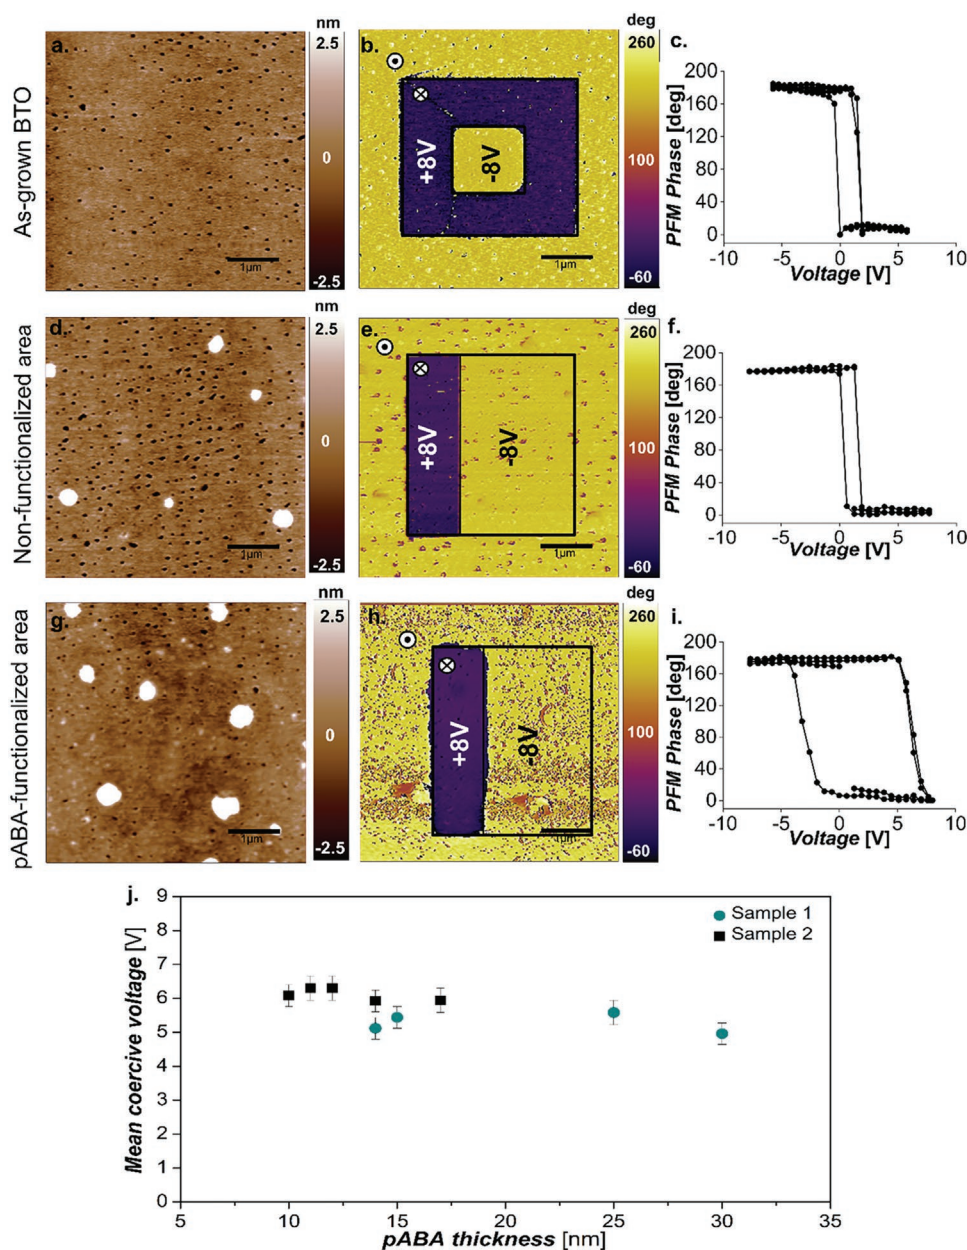 As-grown BTO
a.
1µm
nm
2.5
0
-2.5
b.
+8V
-8V
1µm
deg
260
100
-60
c.
PFM Phase [deg]
200
160
120
80
40
0
-10
-5
0
5
10
Voltage [V]
Non-functionalized area
d.
1µm
nm
2.5
0
-2.5
e.
+8V
-8V
1µm
deg
260
100
-60
f.
PFM Phase [deg]
200
160
120
80
40
0
-10
-5
0
5
10
Voltage [V]
pABA-functionalized area
g.
1µm
nm
2.5
0
-2.5
h.
+8V
-8V
1µm
deg
260
100
-60
i.
PFM Phase [deg]
200
160
120
80
40
0
-10
-5
0
5
10
Voltage [V]
j.
Mean coercive voltage [V]
9
8
7
6
5
4
3
2
1
0
Sample 1
Sample 2
5
10
15
20
25
30
35
pABA thickness [nm]